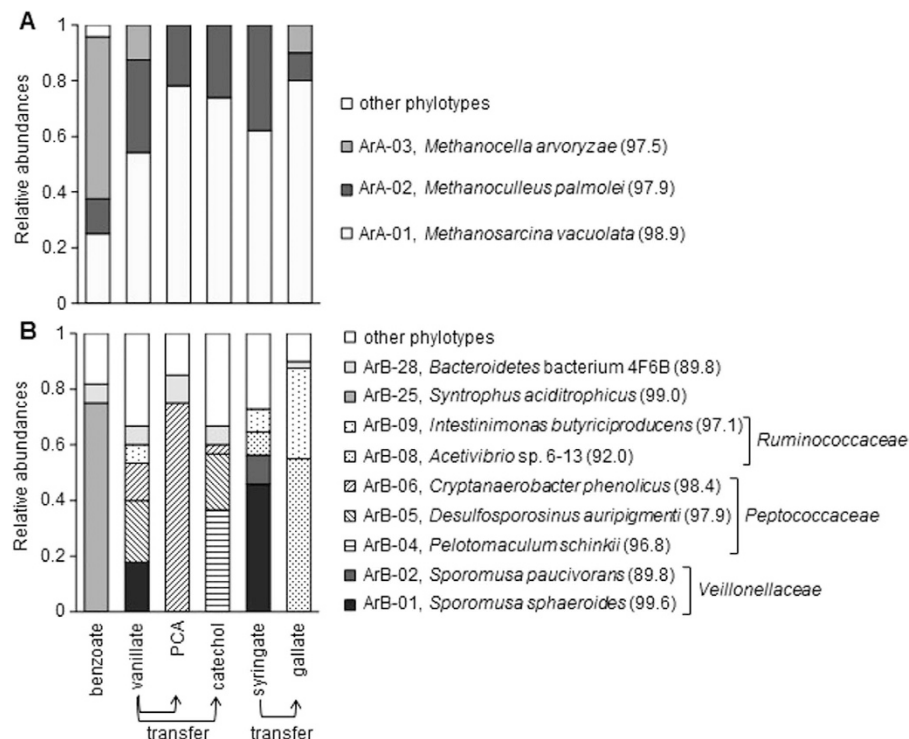 A
Relative abundances
1
0.8
0.6
0.4
0.2
0
other phylotypes
ArA-03, Methanocella arvoryzae (97.5)
ArA-02, Methanoculleus palmolei (97.9)
ArA-01, Methanosarcina vacuolata (98.9)
B
Relative abundances
1
0.8
0.6
0.4
0.2
0
other phylotypes
ArB-28, Bacteroidetes bacterium 4F6B (89.8)
ArB-25, Syntrophus aciditrophicus (99.0)
ArB-09, Intestinimonas butyriciproducens (97.1)
ArB-08, Acetivibrio sp. 6-13 (92.0)
Ruminococcaceae
ArB-06, Cryptanaerobacter phenolicus (98.4)
ArB-05, Desulfosporosinus auripigmenti (97.9)
ArB-04, Pelotomaculum schinkii (96.8)
Peptococcaceae
ArB-02, Sporomusa paucivorans (89.8)
ArB-01, Sporomusa sphaeroides (99.6)
Veillonellaceae
benzoate
vanillate
PCA
catechol
syringate
gallate
transfer
transfer